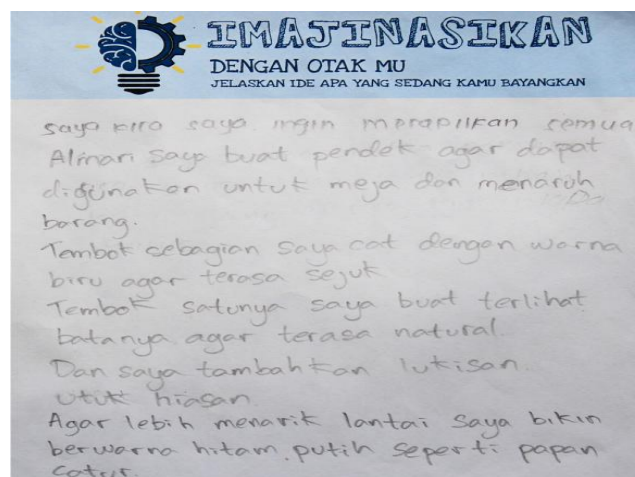 IMAJINASIKAN
DENGAN OTAK MU
JELASKAN IDE APA YANG SEDANG KAMU BAYANGKAN
saya kira saya ingin merapiikan semua
Almari saya buat pendek agar dapat
digunakan untuk meja dan menaruh
barang.
Tembok sebagian saya cat dengan warna
biru agar terasa sejuk
Tembok satunya saya buat terlihat
batanya agar terasa natural.
Dan saya tambahkan lukisan
utuk hiasan.
Agar lebih menarik lantai saya bikin
berwarna hitam putih seperti papan
catur.